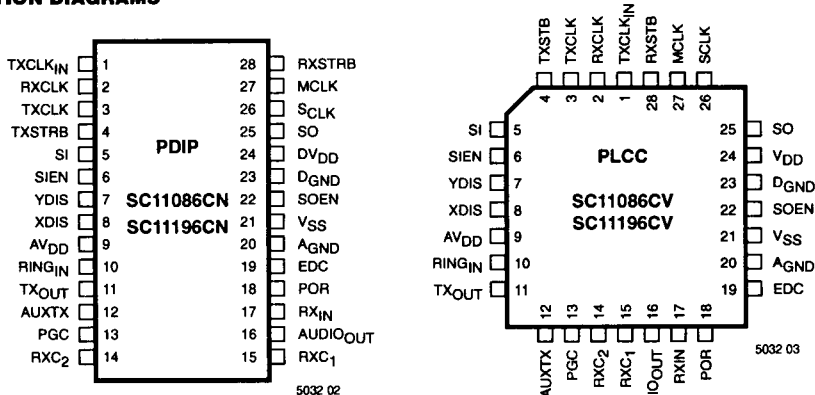 TXCLKIN 1
RXCLK 2
TXCLK 3
TXSTRB 4
SI 5
SIEN 6
YDIS 7
XDIS 8
AVDD 9
RINGIN 10
TXOUT 11
AUXTX 12
PGC 13
RXC2 14
PDIP
SC11086CN
SC11196CN
28 RXSTRB
27 MCLK
26 SCLK
25 SO
24 DVDD
23 DGND
22 SOEN
21 VSS
20 AGND
19 EDC
18 POR
17 RXIN
16 AUDIOOUT
15 RXC1
5032 02
TXSTB 4
TXCLK 3
RXCLK 2
TXCLKIN 1
RXSTB 28
MCLK 27
SCLK 26
SI 5
SIEN 6
YDIS 7
XDIS 8
AVDD 9
RINGIN 10
TXOUT 11
PLCC
SC11086CV
SC11196CV
25 SO
24 VDD
23 DGND
22 SOEN
21 VSS
20 AGND
19 EDC
12 AUXTX
13 PGC
14 RXC2
15 RXC1
16
17 RXIN
18 POR
5032 03